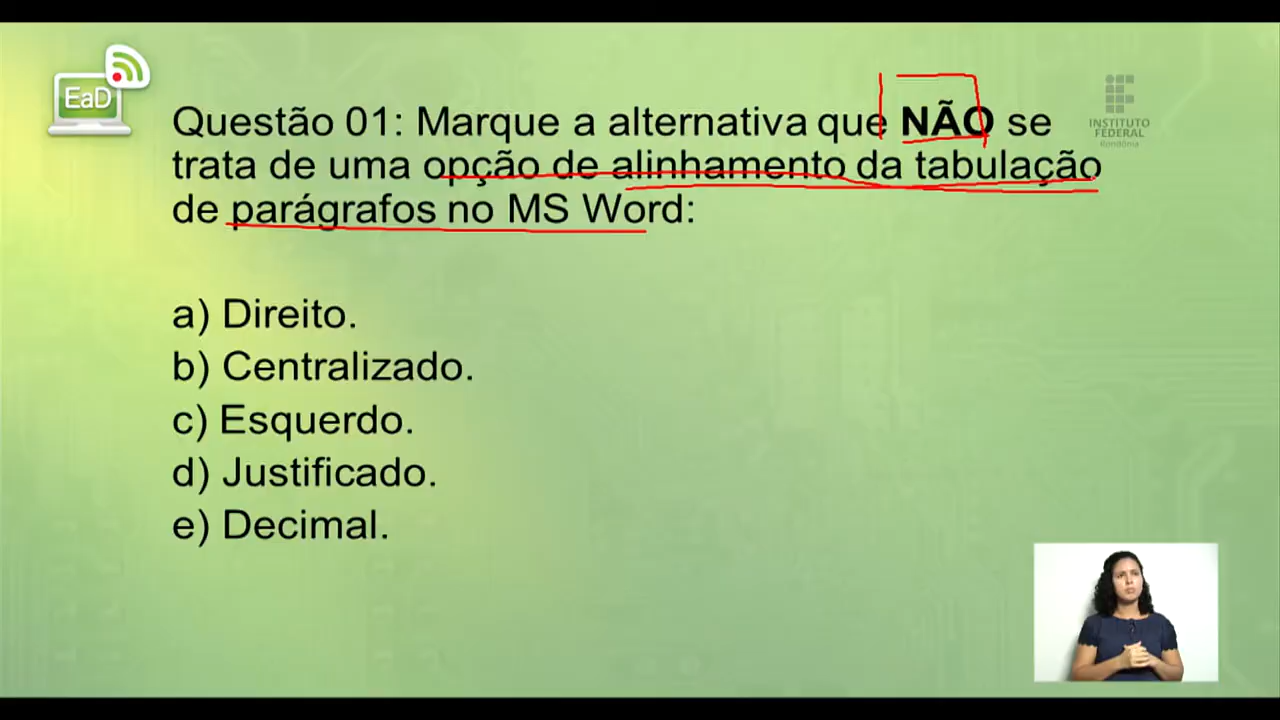 EaD
Questão 01: Marque a alternativa que NÃO se
INSTITUTO
FEDERAL
Rondônia
trata de uma opção de alinhamento da tabulação
de parágrafos no MS Word:
a) Direito.
b) Centralizado.
c) Esquerdo.
d) Justificado.
e) Decimal.